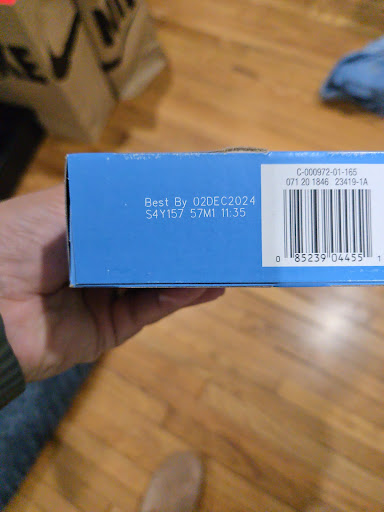 NIKE
Best By 02DEC2024
S4Y157 57M1 11:35
C-000972-01-165
071 20 1846 23419-1A
0 85239 04455 1